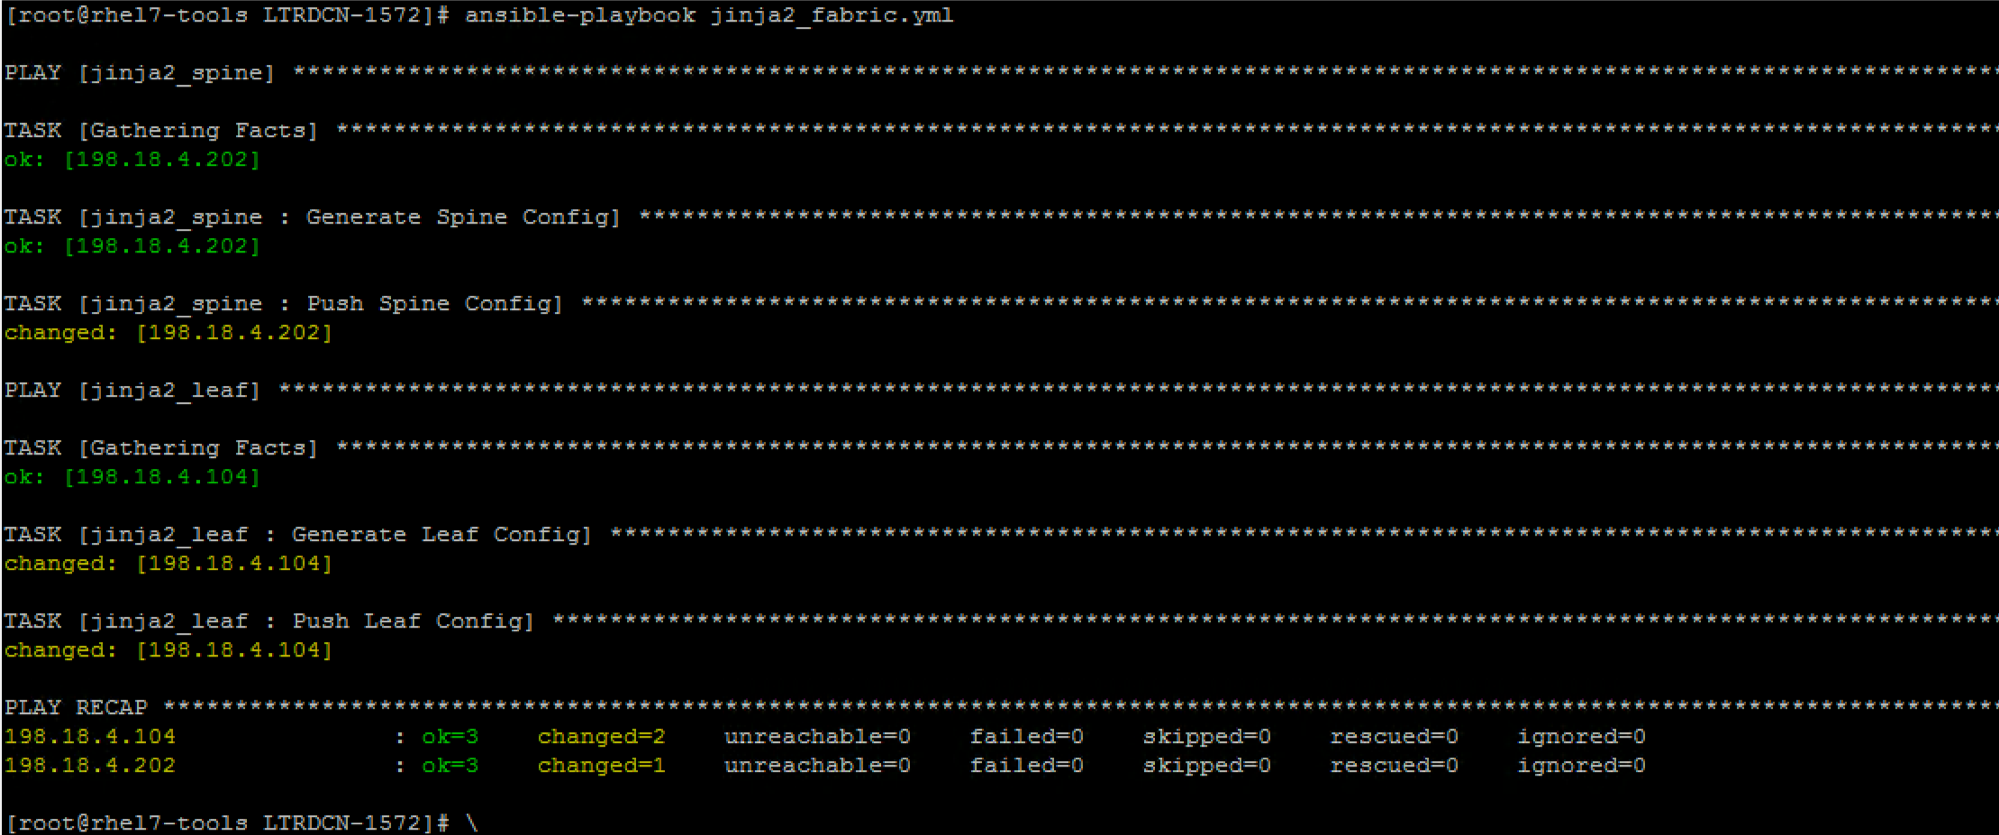 [root@rhel7-tools LTRDCN-1572]# ansible-playbook jinja2_fabric.yml
PLAY [jinja2_spine] **********************************************************************************************************************
TASK [Gathering Facts] *******************************************************************************************************************
ok: [198.18.4.202]
TASK [jinja2_spine : Generate Spine Config] **********************************************************************************************
ok: [198.18.4.202]
TASK [jinja2_spine : Push Spine Config] **************************************************************************************************
changed: [198.18.4.202]
PLAY [jinja2_leaf] ***********************************************************************************************************************
TASK [Gathering Facts] *******************************************************************************************************************
ok: [198.18.4.104]
TASK [jinja2_leaf : Generate Leaf Config] ************************************************************************************************
changed: [198.18.4.104]
TASK [jinja2_leaf : Push Leaf Config] ****************************************************************************************************
changed: [198.18.4.104]
PLAY RECAP *******************************************************************************************************************************
198.18.4.104               : ok=3    changed=2    unreachable=0    failed=0    skipped=0    rescued=0    ignored=0
198.18.4.202               : ok=3    changed=1    unreachable=0    failed=0    skipped=0    rescued=0    ignored=0
[root@rhel7-tools LTRDCN-1572]# \